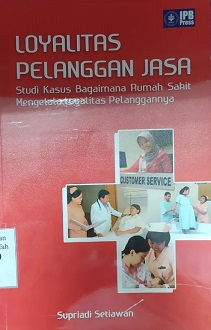 IPB
Press
LOYALITAS
PELANGGAN JASA
Studi Kasus Bagaimana Rumah Sakit
Mengelola Loyalitas Pelanggannya
CUSTOMER SERVICE
Supriadi Setiawan